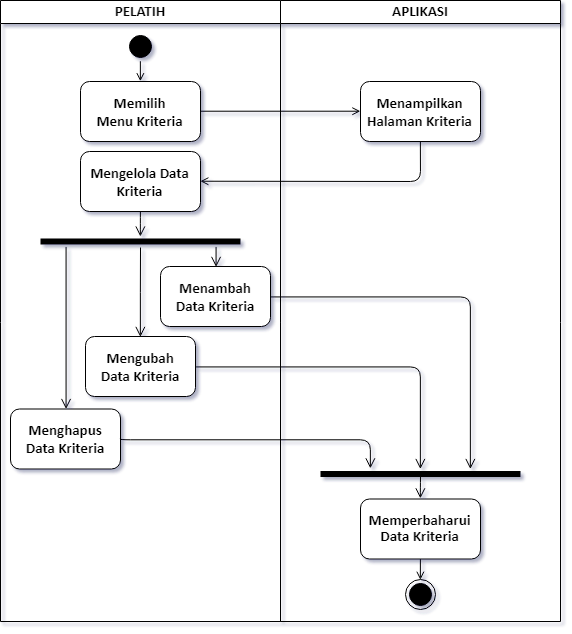 PELATIH
APLIKASI
Memilih
Menu Kriteria
Menampilkan
Halaman Kriteria
Mengelola Data
Kriteria
Menambah
Data Kriteria
Mengubah
Data Kriteria
Menghapus
Data Kriteria
Memperbaharui
Data Kriteria